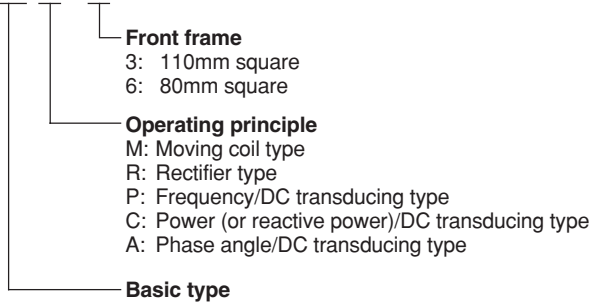 Front frame
3: 110mm square
6: 80mm square
Operating principle
M: Moving coil type
R: Rectifier type
P: Frequency/DC transducing type
C: Power (or reactive power)/DC transducing type
A: Phase angle/DC transducing type
Basic type